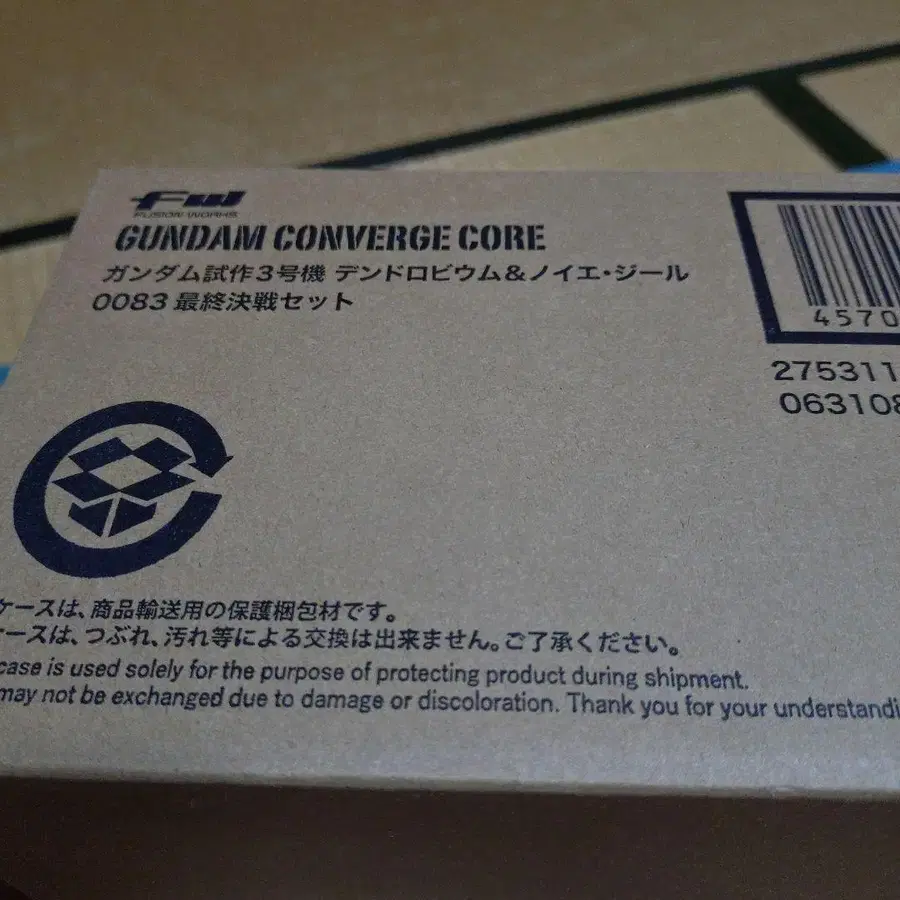 FW
FUSION WORKS
GUNDAM CONVERGE CORE
ガンダム試作3号機 デンドロビウム&ノイエ・ジール
0083 最終決戦セット
4570
275311
063108
ケースは、商品輸送用の保護梱包材です。
ースは、つぶれ、汚れ等による交換は出来ません。ご了承ください。
case is used solely for the purpose of protecting product during shipment.
may not be exchanged due to damage or discoloration. Thank you for your understandi